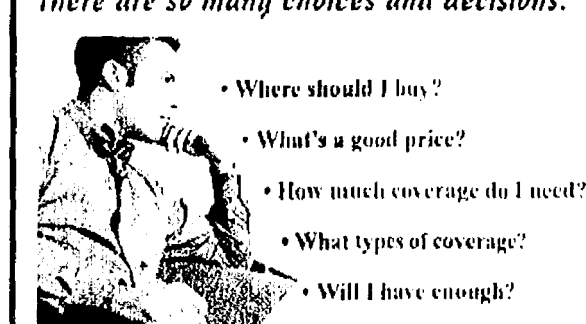 there are so many choices and decisions.
• Where should I buy?
• What's a good price?
• How much coverage do I need?
• What types of coverage?
• Will I have enough?